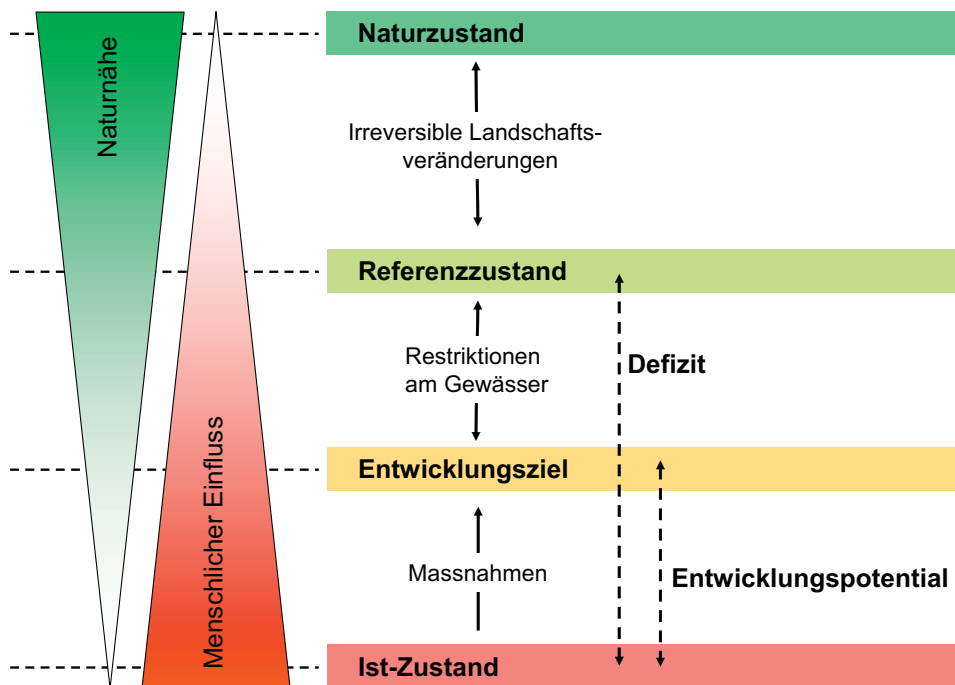 Naturnähe
Menschlicher Einfluss
Naturzustand
Irreversible Landschafts-
veränderungen
Referenzzustand
Restriktionen
am Gewässer
Defizit
Entwicklungsziel
Massnahmen
Entwicklungspotential
Ist-Zustand